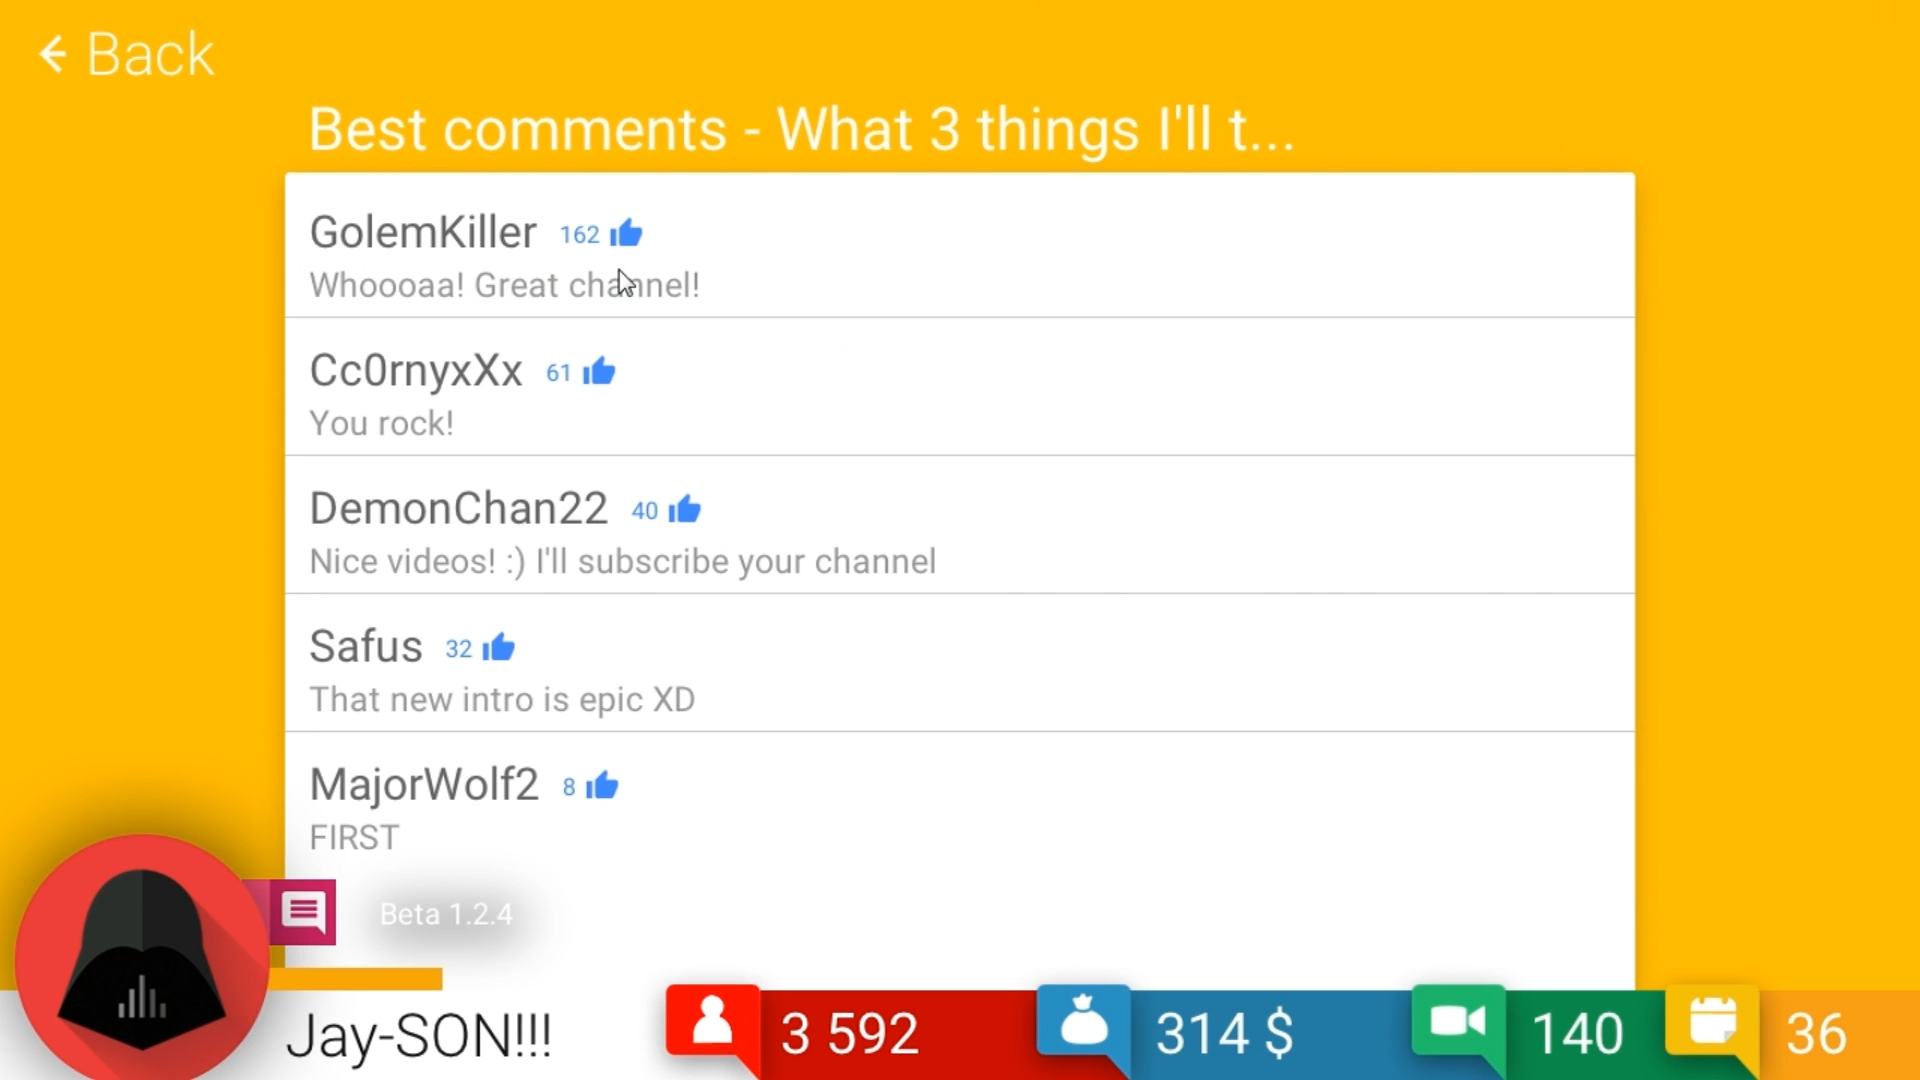 Back
Best comments - What 3 things I'll t...
GolemKiller 162
Whoooaa! Great channel!
Cc0rnyxXx 61
You rock!
DemonChan22 40
Nice videos! :) I'll subscribe your channel
Safus 32
That new intro is epic XD
MajorWolf2 8
FIRST
Beta 1.2.4
Jay-SON!!! 3 592 314 $ 140 36